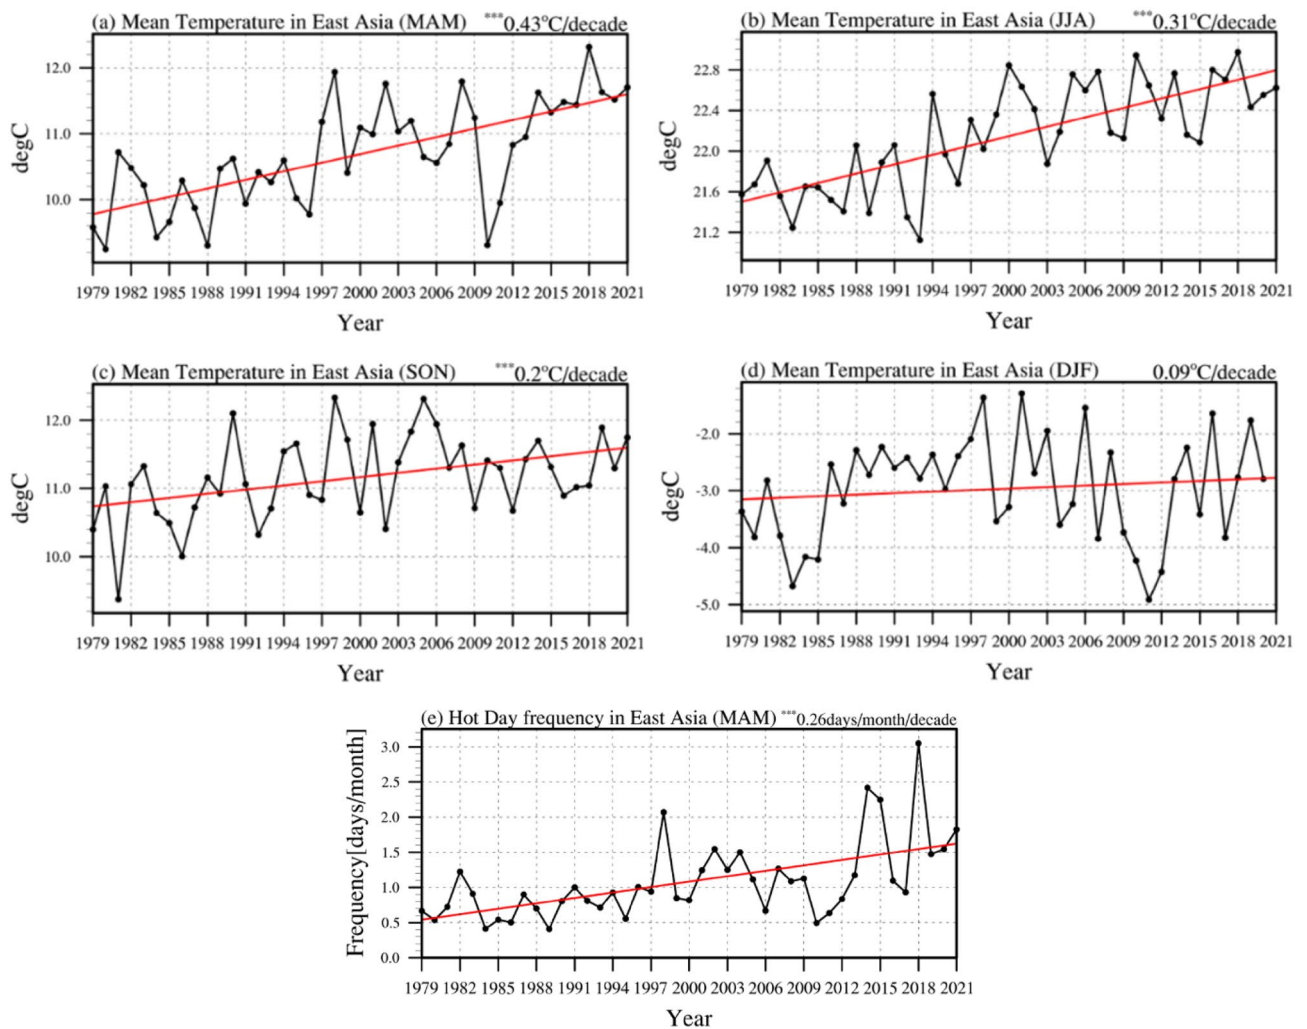 (a) Mean Temperature in East Asia (MAM) ***0.43°C/decade
12.0
11.0
10.0
degC
1979 1982 1985 1988 1991 1994 1997 2000 2003 2006 2009 2012 2015 2018 2021
Year
(b) Mean Temperature in East Asia (JJA) ***0.31°C/decade
22.8
22.4
22.0
21.6
21.2
degC
1979 1982 1985 1988 1991 1994 1997 2000 2003 2006 2009 2012 2015 2018 2021
Year
(c) Mean Temperature in East Asia (SON) ***0.2°C/decade
12.0
11.0
10.0
degC
1979 1982 1985 1988 1991 1994 1997 2000 2003 2006 2009 2012 2015 2018 2021
Year
(d) Mean Temperature in East Asia (DJF) 0.09°C/decade
-2.0
-3.0
-4.0
-5.0
degC
1979 1982 1985 1988 1991 1994 1997 2000 2003 2006 2009 2012 2015 2018 2021
Year
(e) Hot Day frequency in East Asia (MAM) ***0.26days/month/decade
3.0
2.5
2.0
1.5
1.0
0.5
0.0
Frequency[days/month]
1979 1982 1985 1988 1991 1994 1997 2000 2003 2006 2009 2012 2015 2018 2021
Year